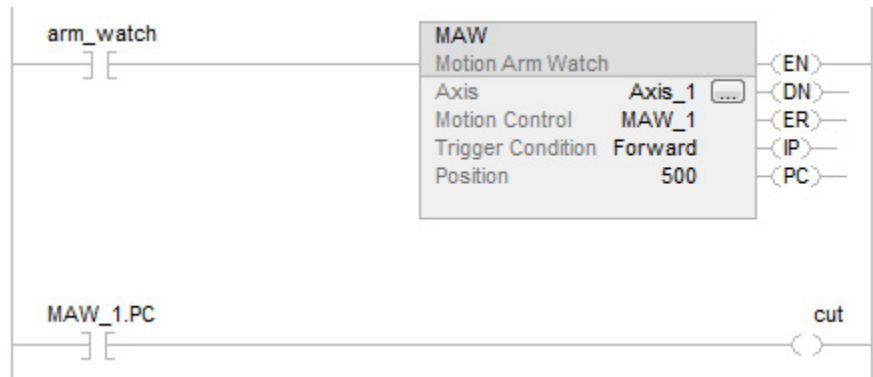 arm_watch
MAW
Motion Arm Watch
(EN)
Axis Axis_1 ... (DN)
Motion Control MAW_1 (ER)
Trigger Condition Forward (IP)
Position 500 (PC)
MAW_1.PC cut